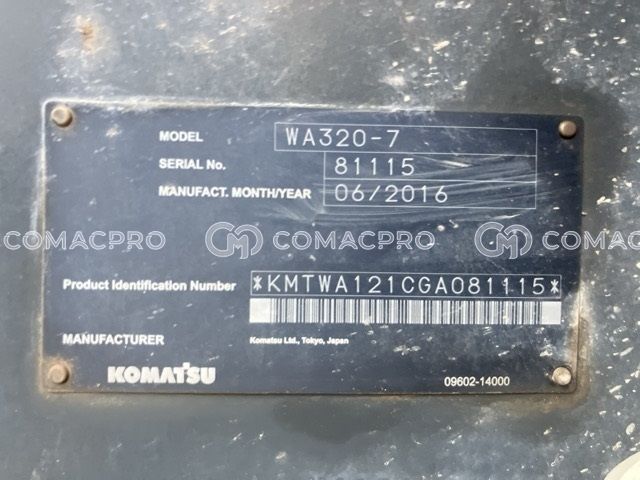 MODEL WA320-7
SERIAL No. 81115
MANUFACT. MONTH/YEAR 06/2016
COMACPRO COMACPRO COMACPRO
Product Identification Number *KMTWA121CGA081115*
MANUFACTURER Komatsu Ltd., Tokyo, Japan
KOMATSU 09602-14000